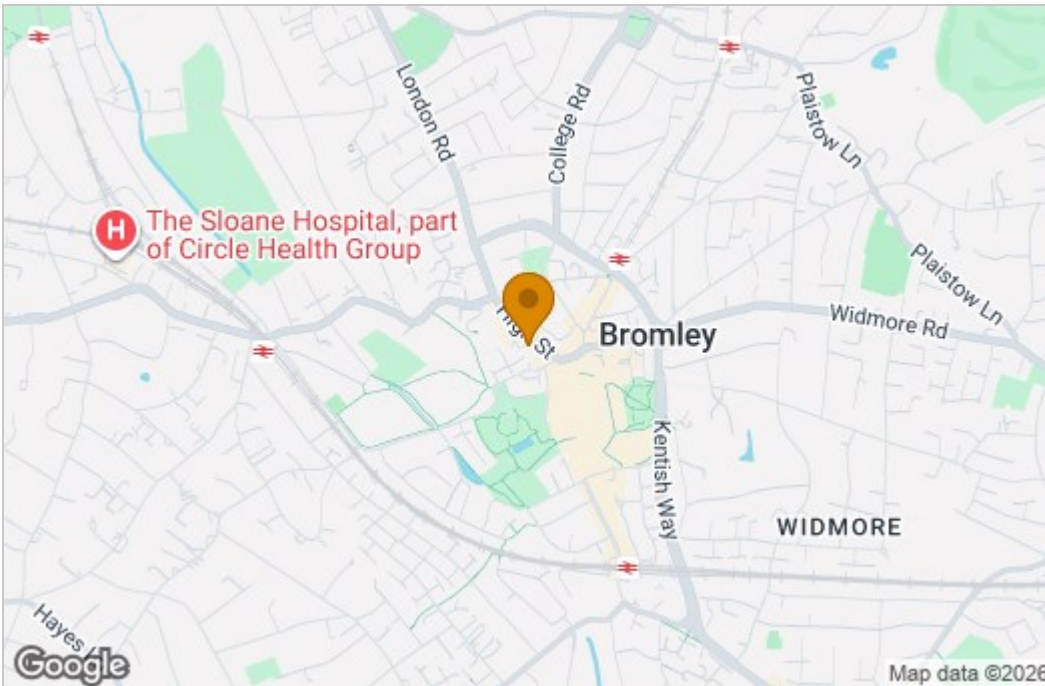 London Rd
College Rd
Plaistow Ln
H
The Sloane Hospital, part
of Circle Health Group
Plaistow Ln
High St
Bromley
Widmore Rd
Kentish Way
WIDMORE
Hayes
Google
Map data ©2026